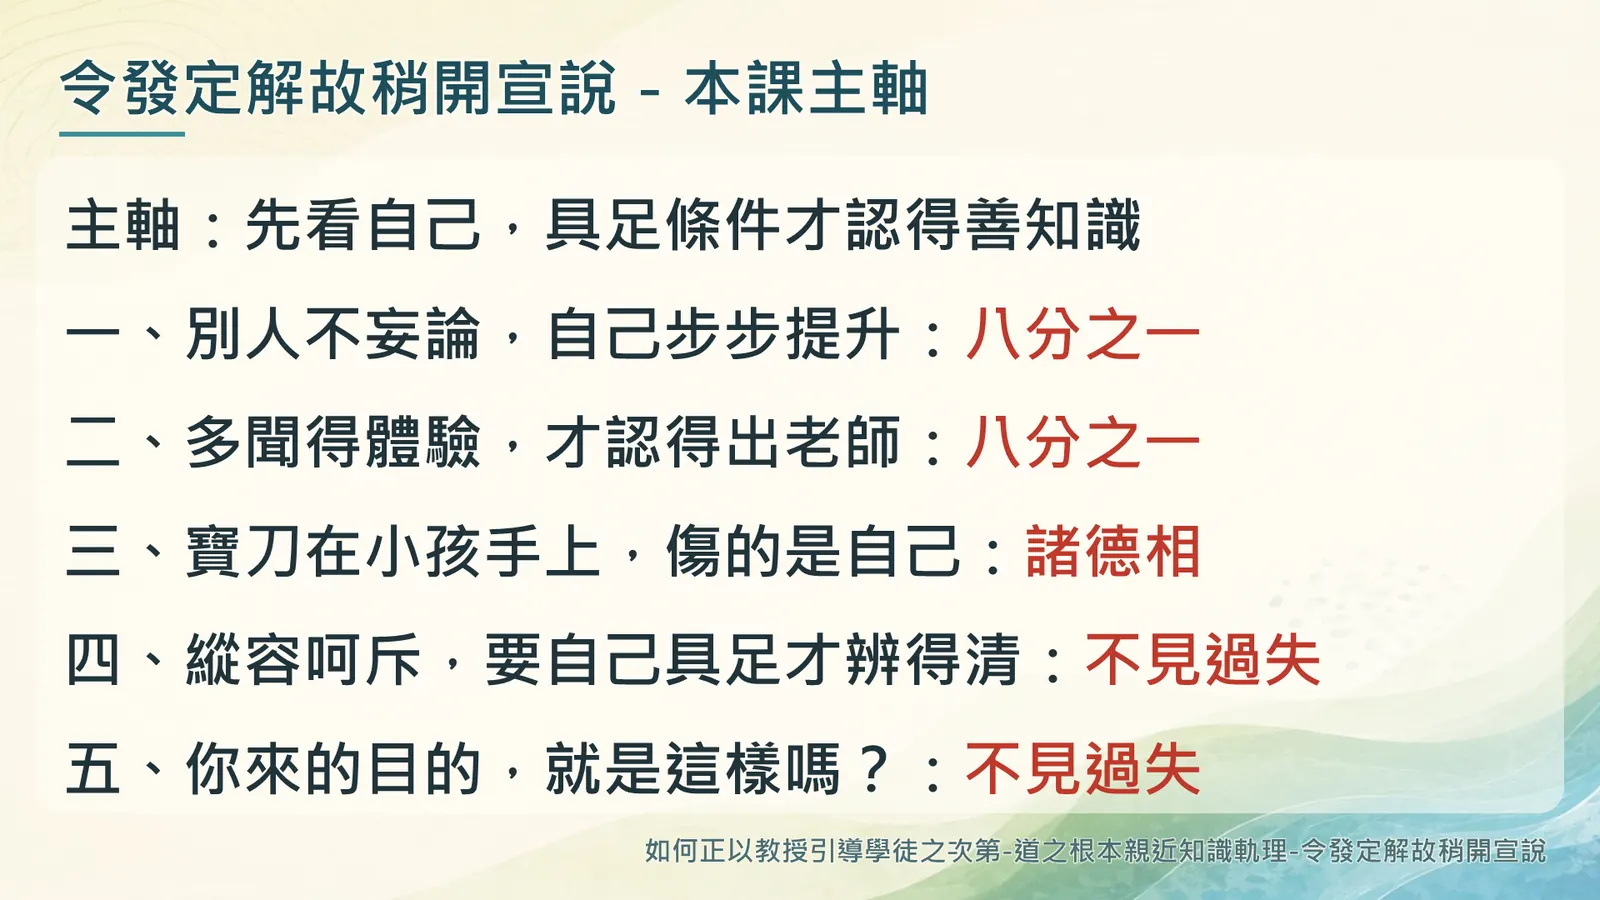 令發定解故稍開宣說 - 本課主軸
主軸：先看自己，具足條件才認得善知識
一、別人不妄論，自己步步提升：八分之一
二、多聞得體驗，才認得出老師：八分之一
三、寶刀在小孩手上，傷的是自己：諸德相
四、縱容呵斥，要自己具足才辨得清：不見過失
五、你來的目的，就是這樣嗎？：不見過失
如何正以教授引導學徒之次第-道之根本親近知識軌理-令發定解故稍開宣說